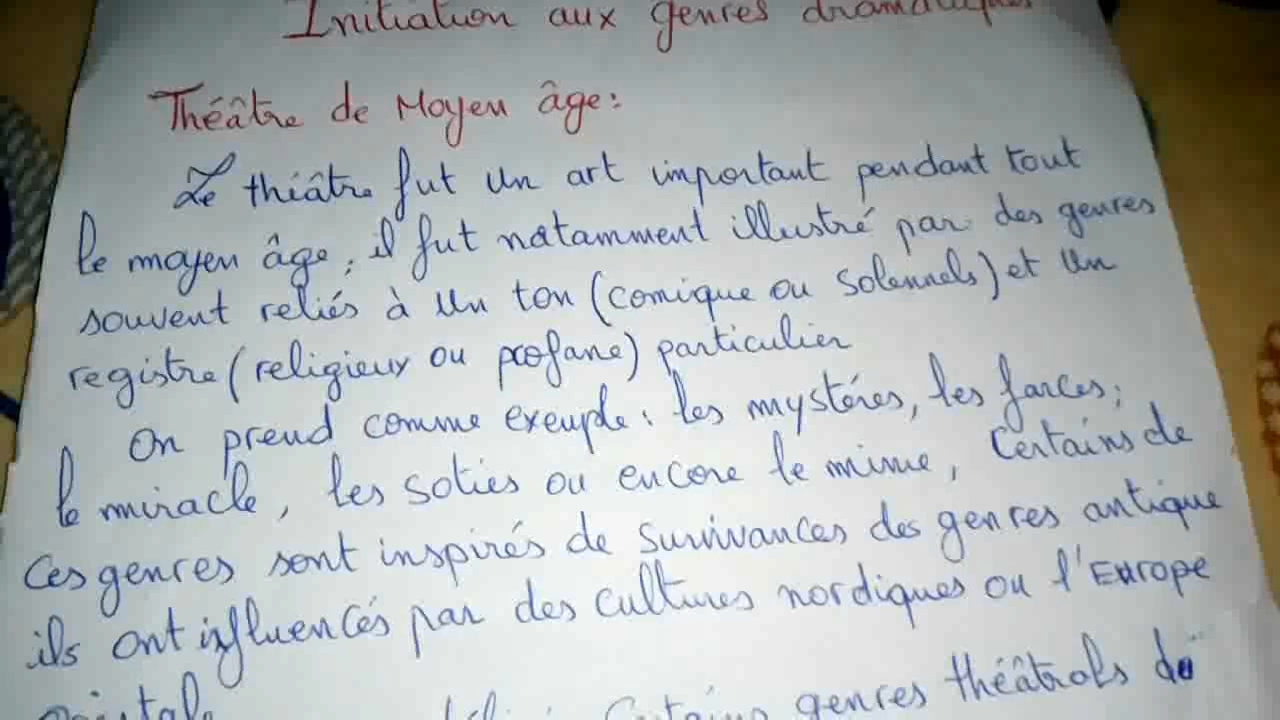 Initiation aux genres dramatiques
Théâtre de Moyen âge:
Le théâtre fut un art important pendant tout
le moyen âge, il fut natamment illustré par des genres
souvent reliés à un ton (comique ou solennels) et un
registre (religieux ou profane) particulier
On prend comme exemple: les mystéres, les farces;
le miracle, les soties ou encore le mime, Certains de
Ces genres sont inspirés de survivances des genres antique
ils ont influencés par des cultures nordiques ou l'Europe
Certains genres théâtrals de